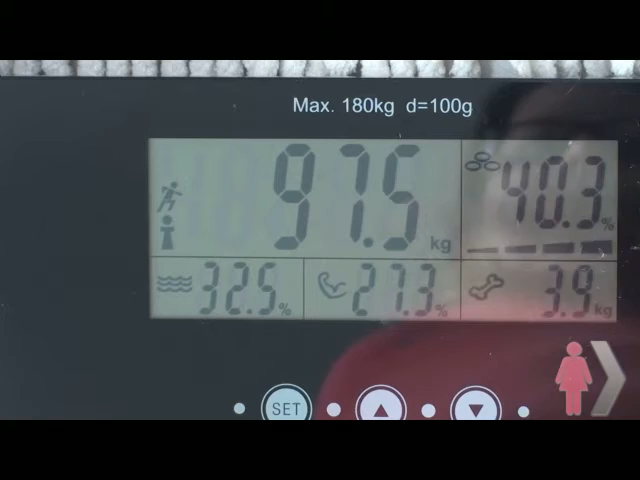 Max. 180kg d=100g
97.5 kg
40.3 %
32.5 %
27.3 %
3.9 kg
SET